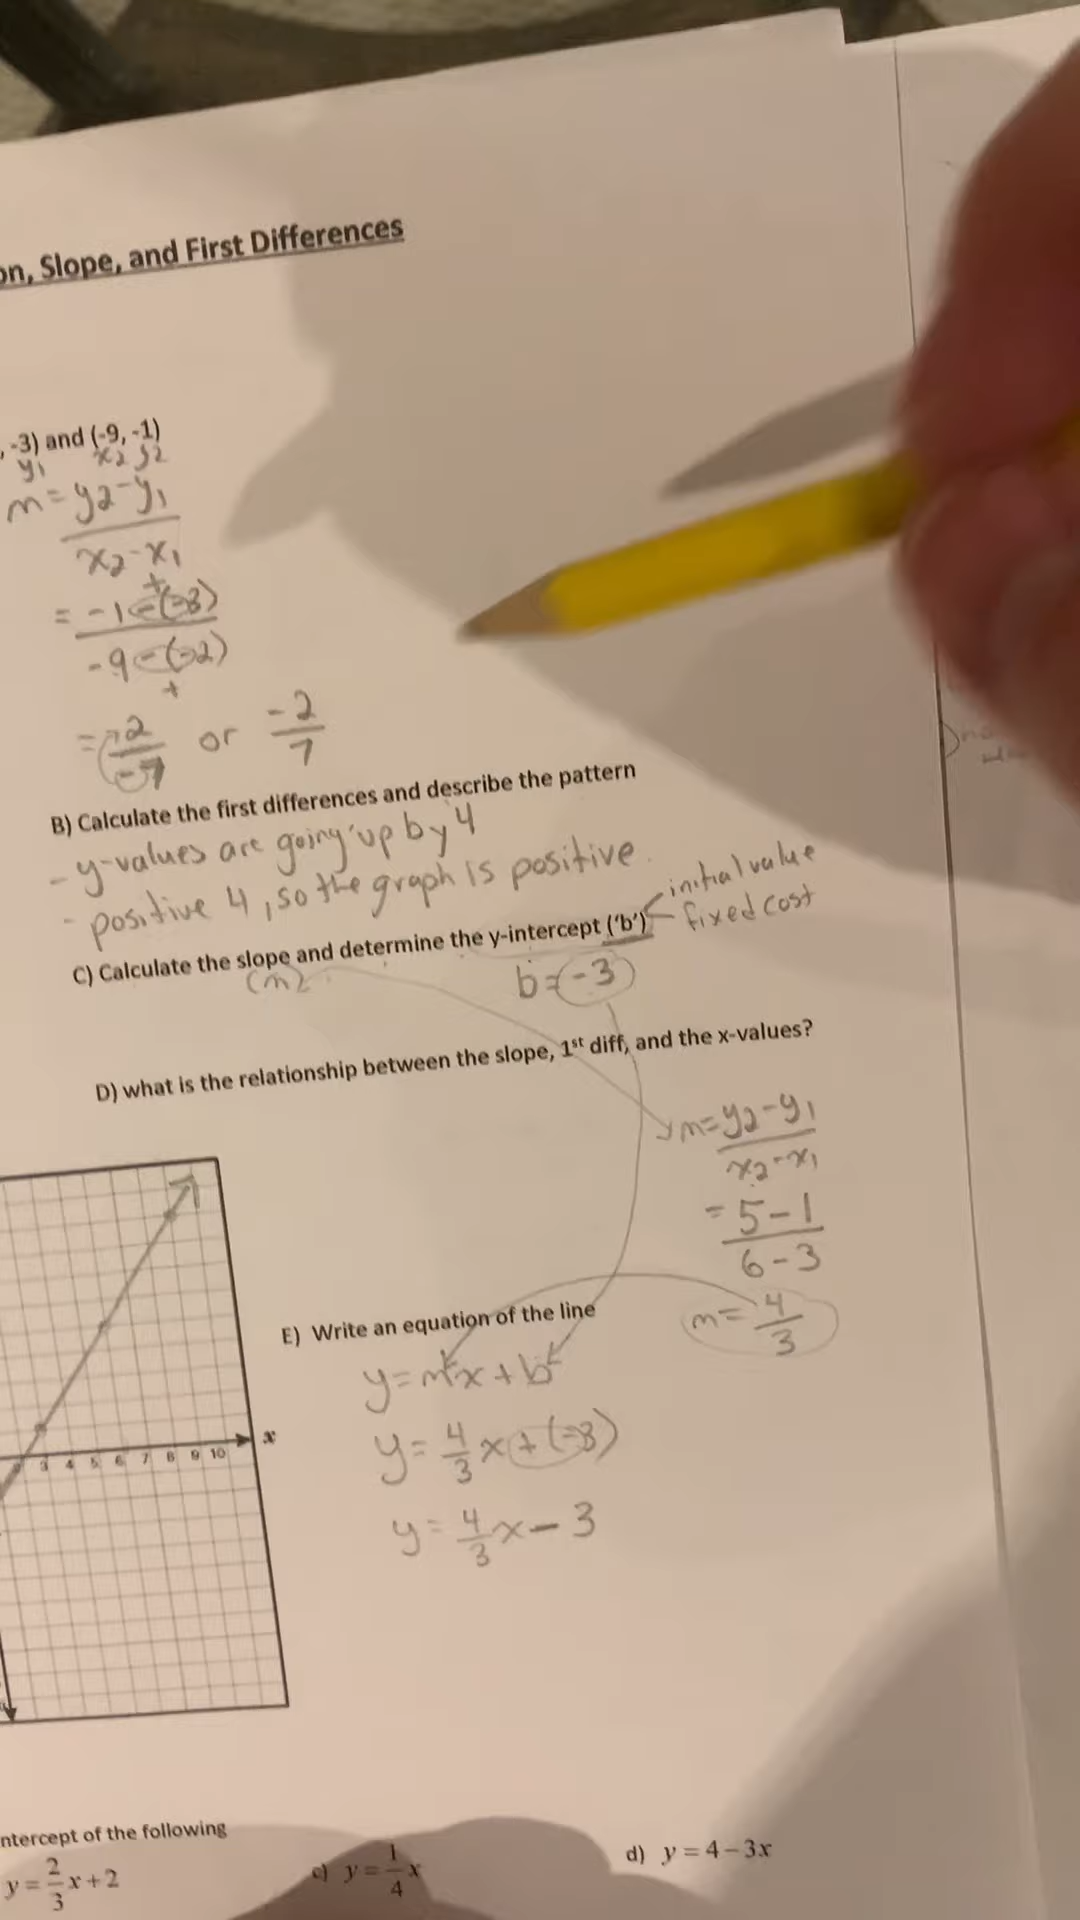 on, Slope, and First Differences
, -3) and (-9, -1)
y1 x2 y2
m = y2 - y1
x2 - x1
+
= -1 - (-3)
-9 - (-2)
+
= 2 or -2
-7 7
B) Calculate the first differences and describe the pattern
- y-values are going up by 4
- positive 4, so the graph is positive.
initial value
fixed cost
C) Calculate the slope and determine the y-intercept ('b')
(m) b = -3
D) what is the relationship between the slope, 1st diff, and the x-values?
m = y2 - y1
x2 - x1
= 5 - 1
6 - 3
m = 4
3
E) Write an equation of the line
y = mx + b
y = 4/3 x + (-3)
y = 4/3 x - 3
x
3 4 5 6 7 8 9 10
ntercept of the following
y = 2/3 x + 2
c) y = 1/4 x
d) y = 4 - 3x